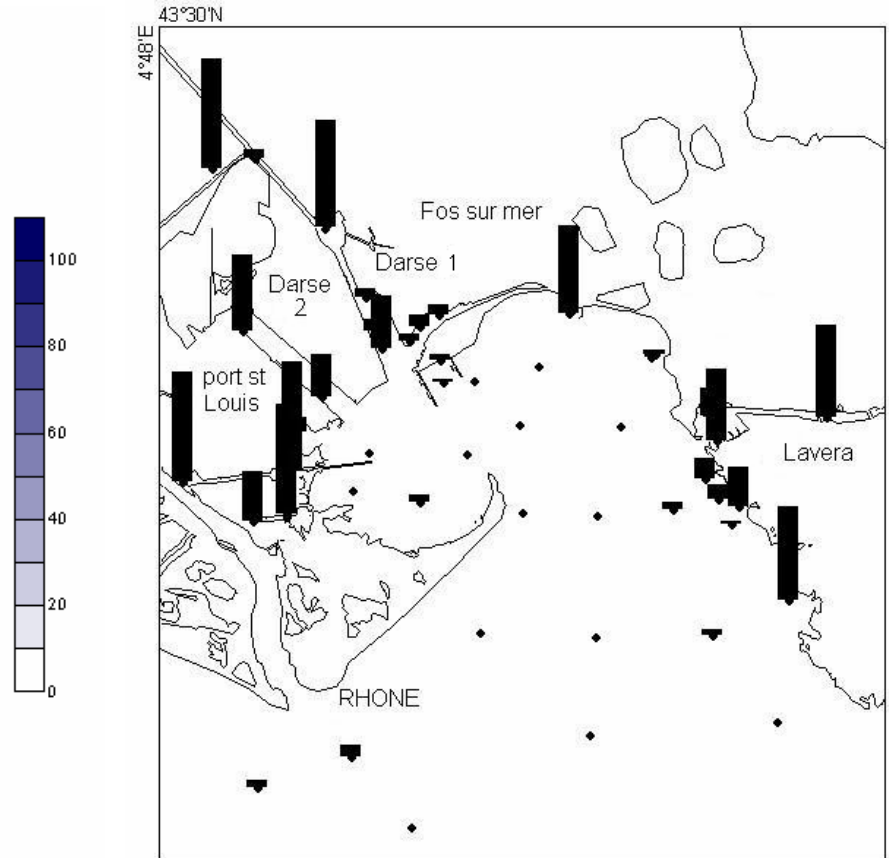 43°30'N
4°48'E
Fos sur mer
Darse 1
Darse
2
port st
Louis
Lavera
RHONE
100
80
60
40
20
0